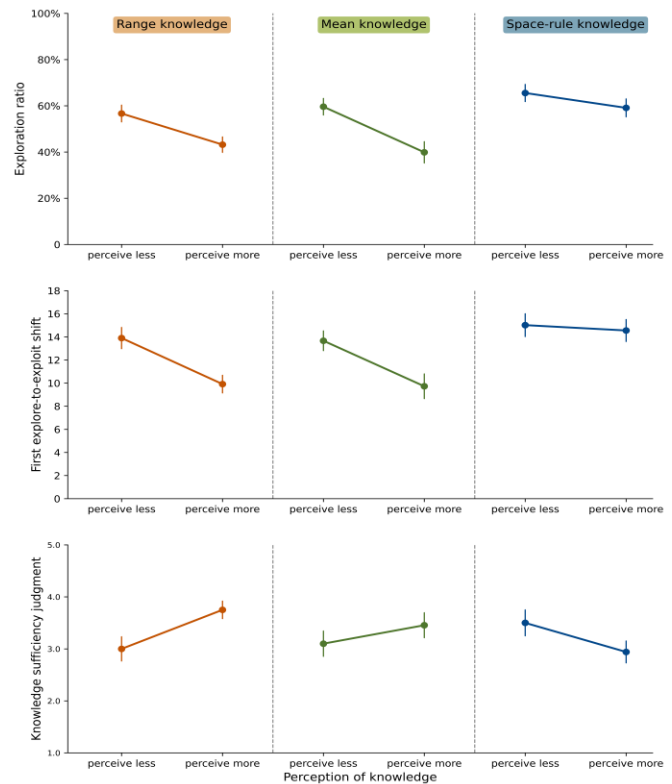 Range knowledge
Mean knowledge
Space-rule knowledge
Exploration ratio
100%
80%
60%
40%
20%
0
perceive less
perceive more
perceive less
perceive more
perceive less
perceive more
First explore-to-exploit shift
18
16
14
12
10
8
6
4
2
0
perceive less
perceive more
perceive less
perceive more
perceive less
perceive more
Knowledge sufficiency judgment
5.0
4.0
3.0
2.0
1.0
perceive less
perceive more
perceive less
perceive more
perceive less
perceive more
Perception of knowledge